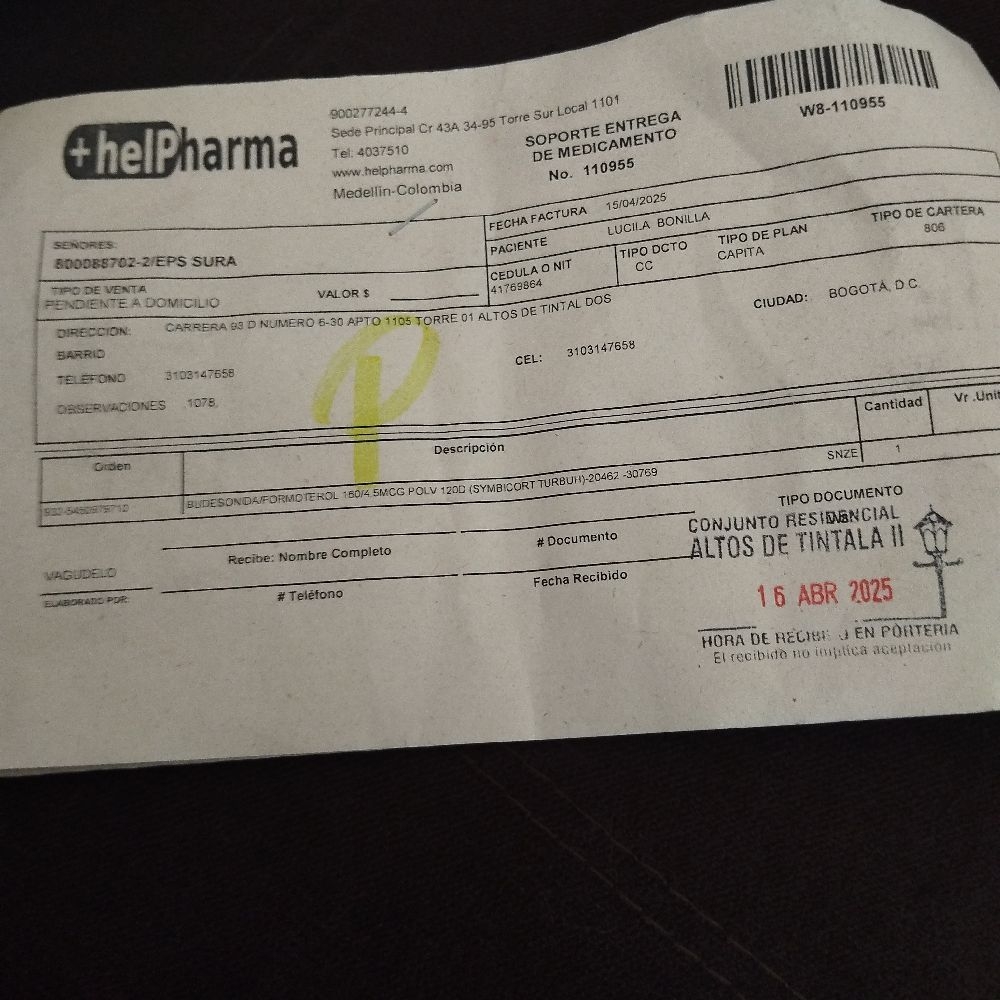 +helPharma
900277244-4
Sede Principal Cr 43A 34-95 Torre Sur Local 1101
Tel: 4037510
www.helpharma.com
Medellin-Colombia
SOPORTE ENTREGA
DE MEDICAMENTO
No. 110955
W8-110955
FECHA FACTURA 15/04/2025
SEÑORES:
800088702-2/EPS SURA
PACIENTE LUCILA BONILLA
CEDULA O NIT
41769864
TIPO DCTO
CC
TIPO DE PLAN
CAPITA
TIPO DE CARTERA
806
TIPO DE VENTA
PENDIENTE A DOMICILIO
VALOR $
DIRECCION: CARRERA 93 D NUMERO 6-30 APTO 1105 TORRE 01 ALTOS DE TINTAL DOS
CIUDAD: BOGOTÁ, D.C.
BARRIO
TELÉFONO 3103147658
CEL: 3103147658
OBSERVACIONES 1078,
P
Orden
Descripción
Cantidad
Vr .Unit
BUDESONIDA/FORMOTEROL 160/4.5MCG POLV 120D (SYMBICORT TURBUH)-20462 -30769
SNZE
1
TIPO DOCUMENTO
VAGUDELO
ELABORADO POR:
Recibe: Nombre Completo
# Documento
# Teléfono
Fecha Recibido
CONJUNTO RESIDENCIAL
ALTOS DE TINTALA II
16 ABR 2025
HORA DE EN PORTERIA
El recibido no implica aceptación